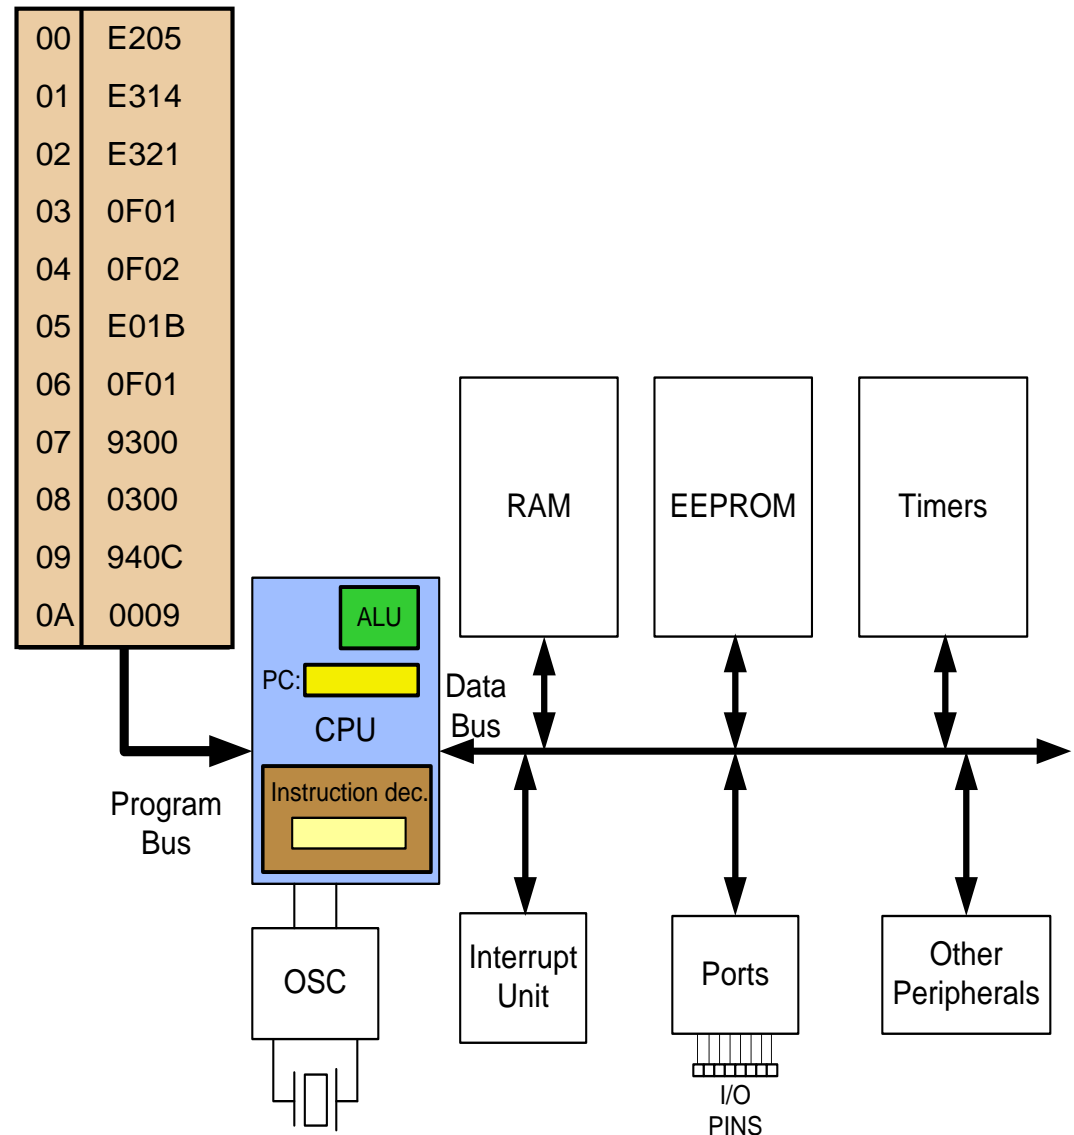 00 E205
01 E314
02 E321
03 0F01
04 0F02
05 E01B
06 0F01
07 9300
08 0300
09 940C
0A 0009
RAM
EEPROM
Timers
ALU
PC:
CPU
Instruction dec.
Data
Bus
Program
Bus
OSC
Interrupt
Unit
Ports
Other
Peripherals
I/O
PINS